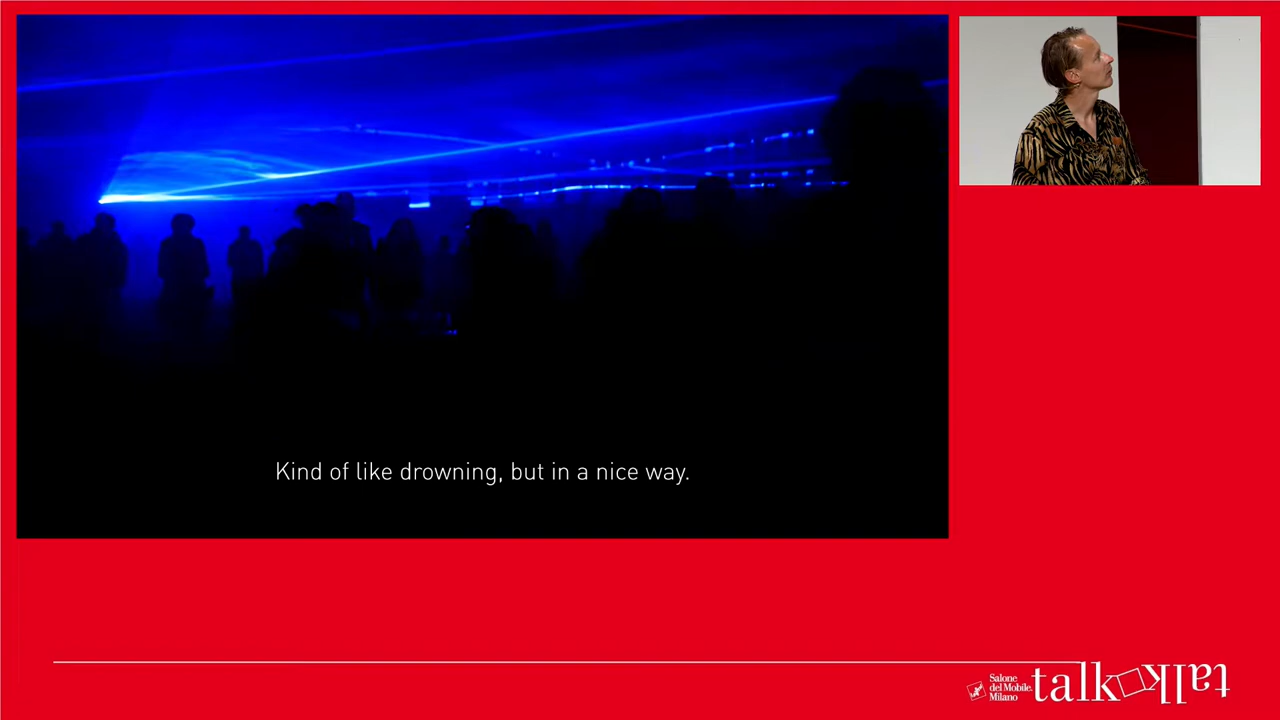 Kind of like drowning, but in a nice way.
Salone
del Mobile.
Milano
talk talk